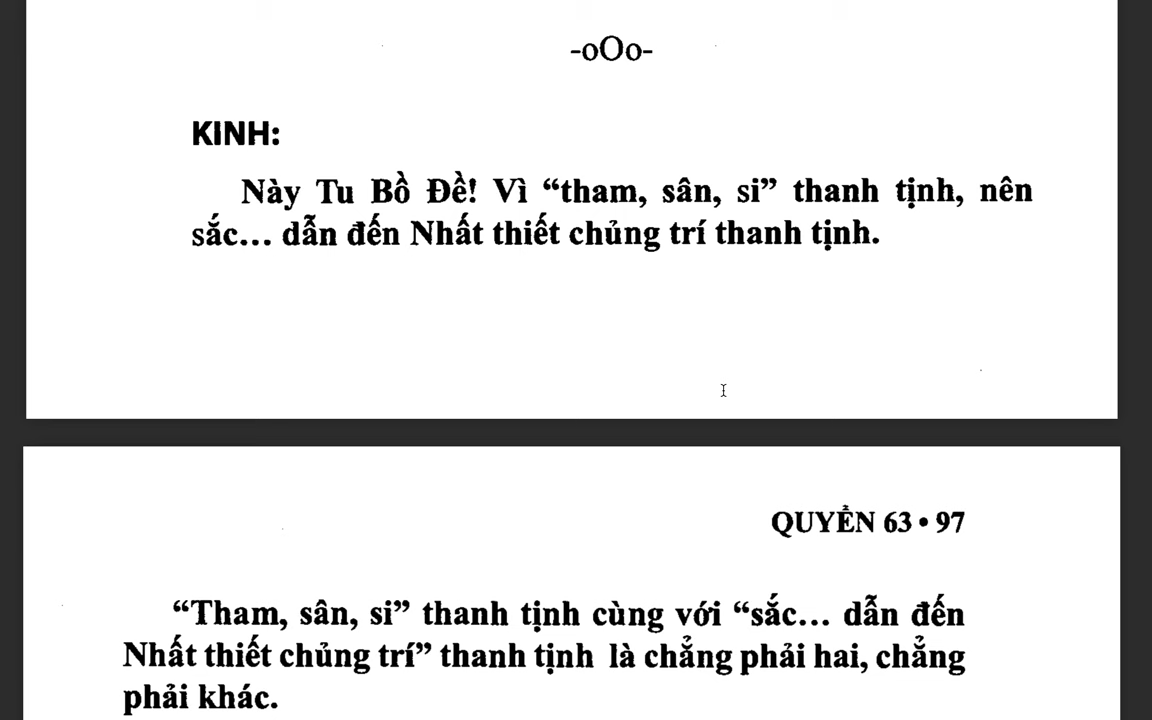 -oOo-
KINH:
Này Tu Bồ Đề! Vì “tham, sân, si” thanh tịnh, nên
sắc... dẫn đến Nhất thiết chủng trí thanh tịnh.
QUYỂN 63 • 97
“Tham, sân, si” thanh tịnh cùng với “sắc... dẫn đến
Nhất thiết chủng trí” thanh tịnh là chẳng phải hai, chẳng
phải khác.